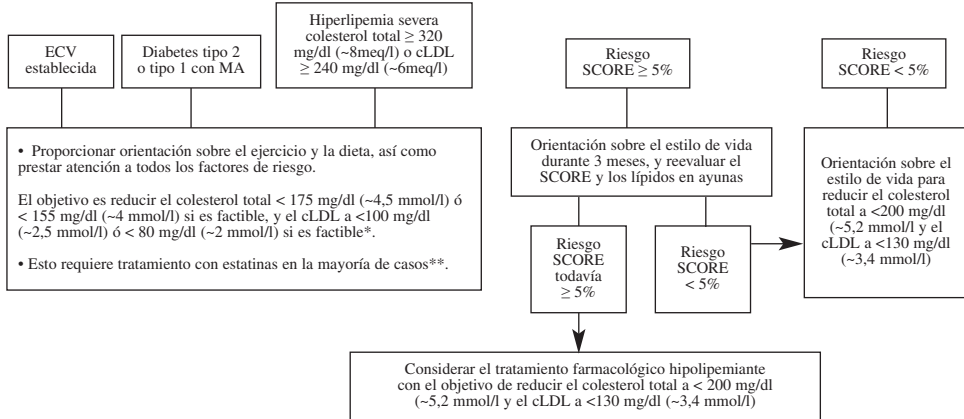 ECV
establecida
Diabetes tipo 2
o tipo 1 con MA
Hiperlipemia severa
colesterol total ≥ 320
mg/dl (~8meq/l) o cLDL
≥ 240 mg/dl (~6meq/l)
Riesgo
SCORE ≥ 5%
Riesgo
SCORE < 5%
• Proporcionar orientación sobre el ejercicio y la dieta, así como
prestar atención a todos los factores de riesgo.
El objetivo es reducir el colesterol total < 175 mg/dl (~4,5 mmol/l) ó
< 155 mg/dl (~4 mmol/l) si es factible, y el cLDL a <100 mg/dl
(~2,5 mmol/l) ó < 80 mg/dl (~2 mmol/l) si es factible*.
• Esto requiere tratamiento con estatinas en la mayoría de casos**.
Orientación sobre el estilo de vida
durante 3 meses, y reevaluar el
SCORE y los lípidos en ayunas
Orientación sobre el
estilo de vida para
reducir el colesterol
total a <200 mg/dl
(~5,2 mmol/l y el
cLDL a <130 mg/dl
(~3,4 mmol/l)
Riesgo
SCORE
todavía
≥ 5%
Riesgo
SCORE
< 5%
Considerar el tratamiento farmacológico hipolipemiante
con el objetivo de reducir el colesterol total a < 200 mg/dl
(~5,2 mmol/l y el cLDL a <130 mg/dl (~3,4 mmol/l)